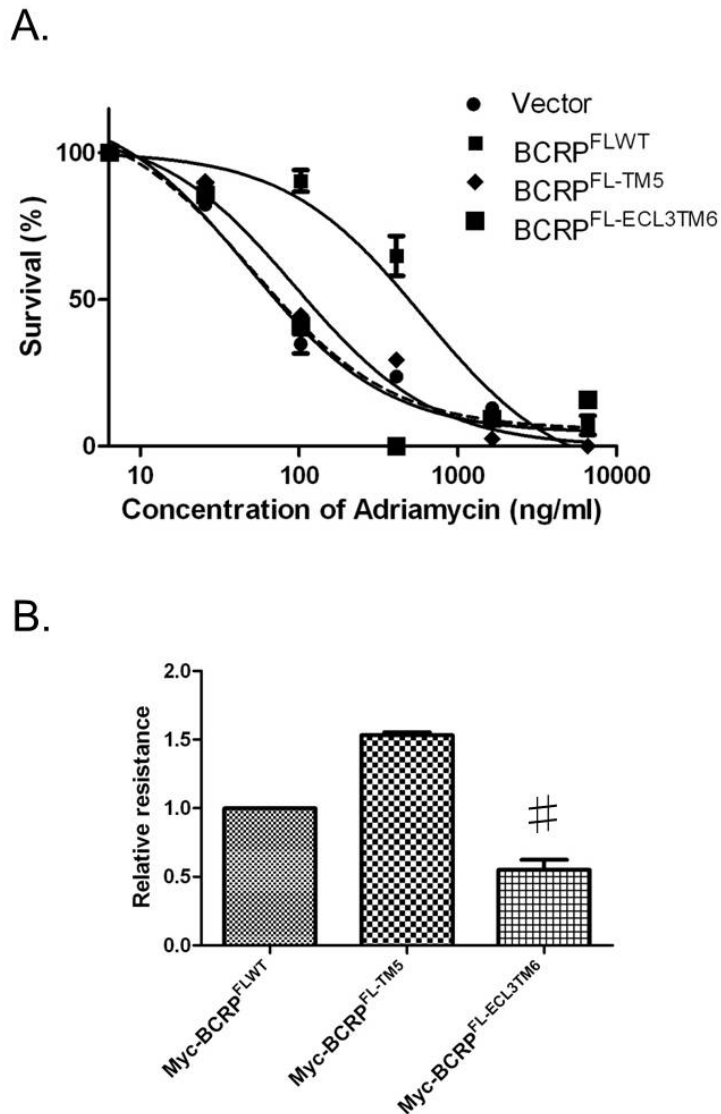 A.
Vector
BCRP^FLWT
BCRP^FL-TM5
BCRP^FL-ECL3TM6
Survival (%)
100
50
0
10 100 1000 10000
Concentration of Adriamycin (ng/ml)
B.
Relative resistance
2.0
1.5
1.0
0.5
0.0
#
Myc-BCRP^FLWT
Myc-BCRP^FL-TM5
Myc-BCRP^FL-ECL3TM6